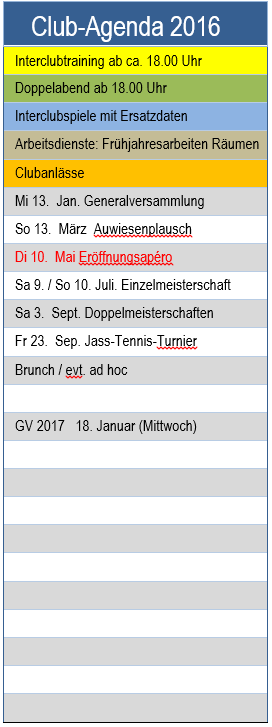 Club-Agenda 2016
Interclubtraining ab ca. 18.00 Uhr
Doppelabend ab 18.00 Uhr
Interclubspiele mit Ersatzdaten
Arbeitsdienste: Frühjahresarbeiten Räumen
Clubanlässe
Mi 13.  Jan. Generalversammlung
So 13.  März  Auwiesenplausch
Di 10.  Mai Eröffnungsapéro
Sa 9. / So 10. Juli. Einzelmeisterschaft
Sa 3.  Sept. Doppelmeisterschaften
Fr 23.  Sep. Jass-Tennis-Turnier
Brunch / evt. ad hoc
GV 2017   18. Januar (Mittwoch)